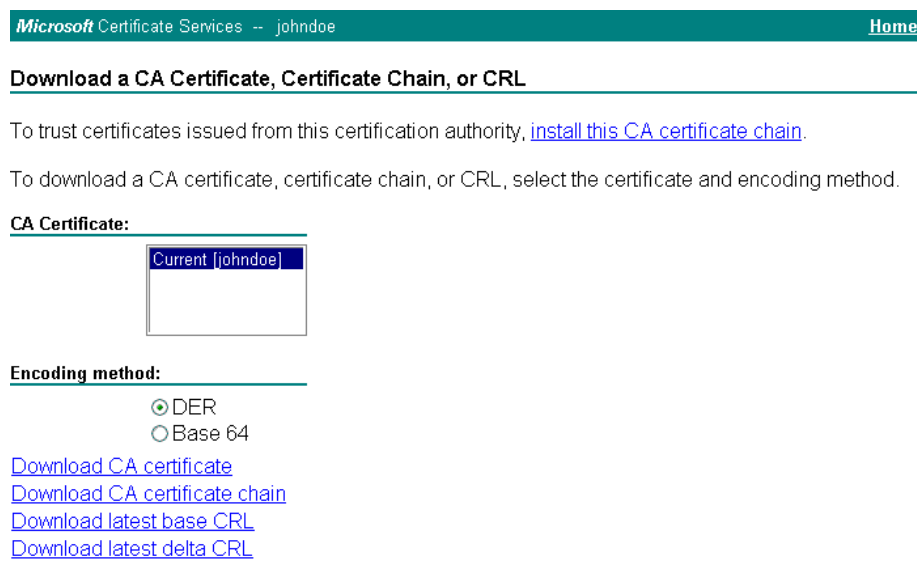 Microsoft Certificate Services -- johndoe Home
Download a CA Certificate, Certificate Chain, or CRL
To trust certificates issued from this certification authority, install this CA certificate chain.
To download a CA certificate, certificate chain, or CRL, select the certificate and encoding method.
CA Certificate:
Current [johndoe]
Encoding method:
DER
Base 64
Download CA certificate
Download CA certificate chain
Download latest base CRL
Download latest delta CRL